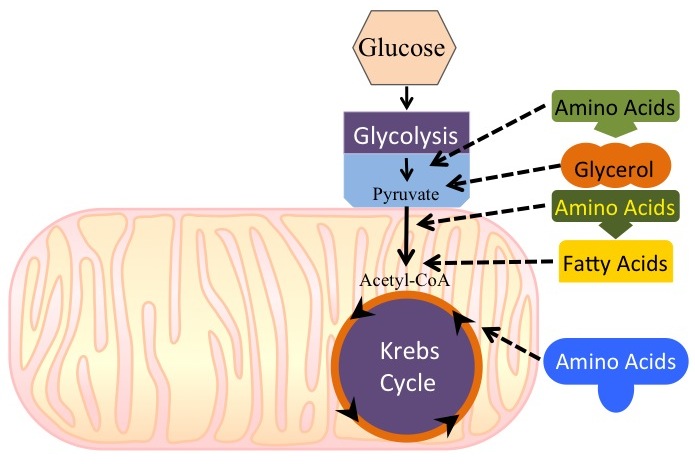 Glucose
Glycolysis
Amino Acids
Pyruvate
Glycerol
Amino Acids
Fatty Acids
Acetyl-CoA
Krebs
Cycle
Amino Acids